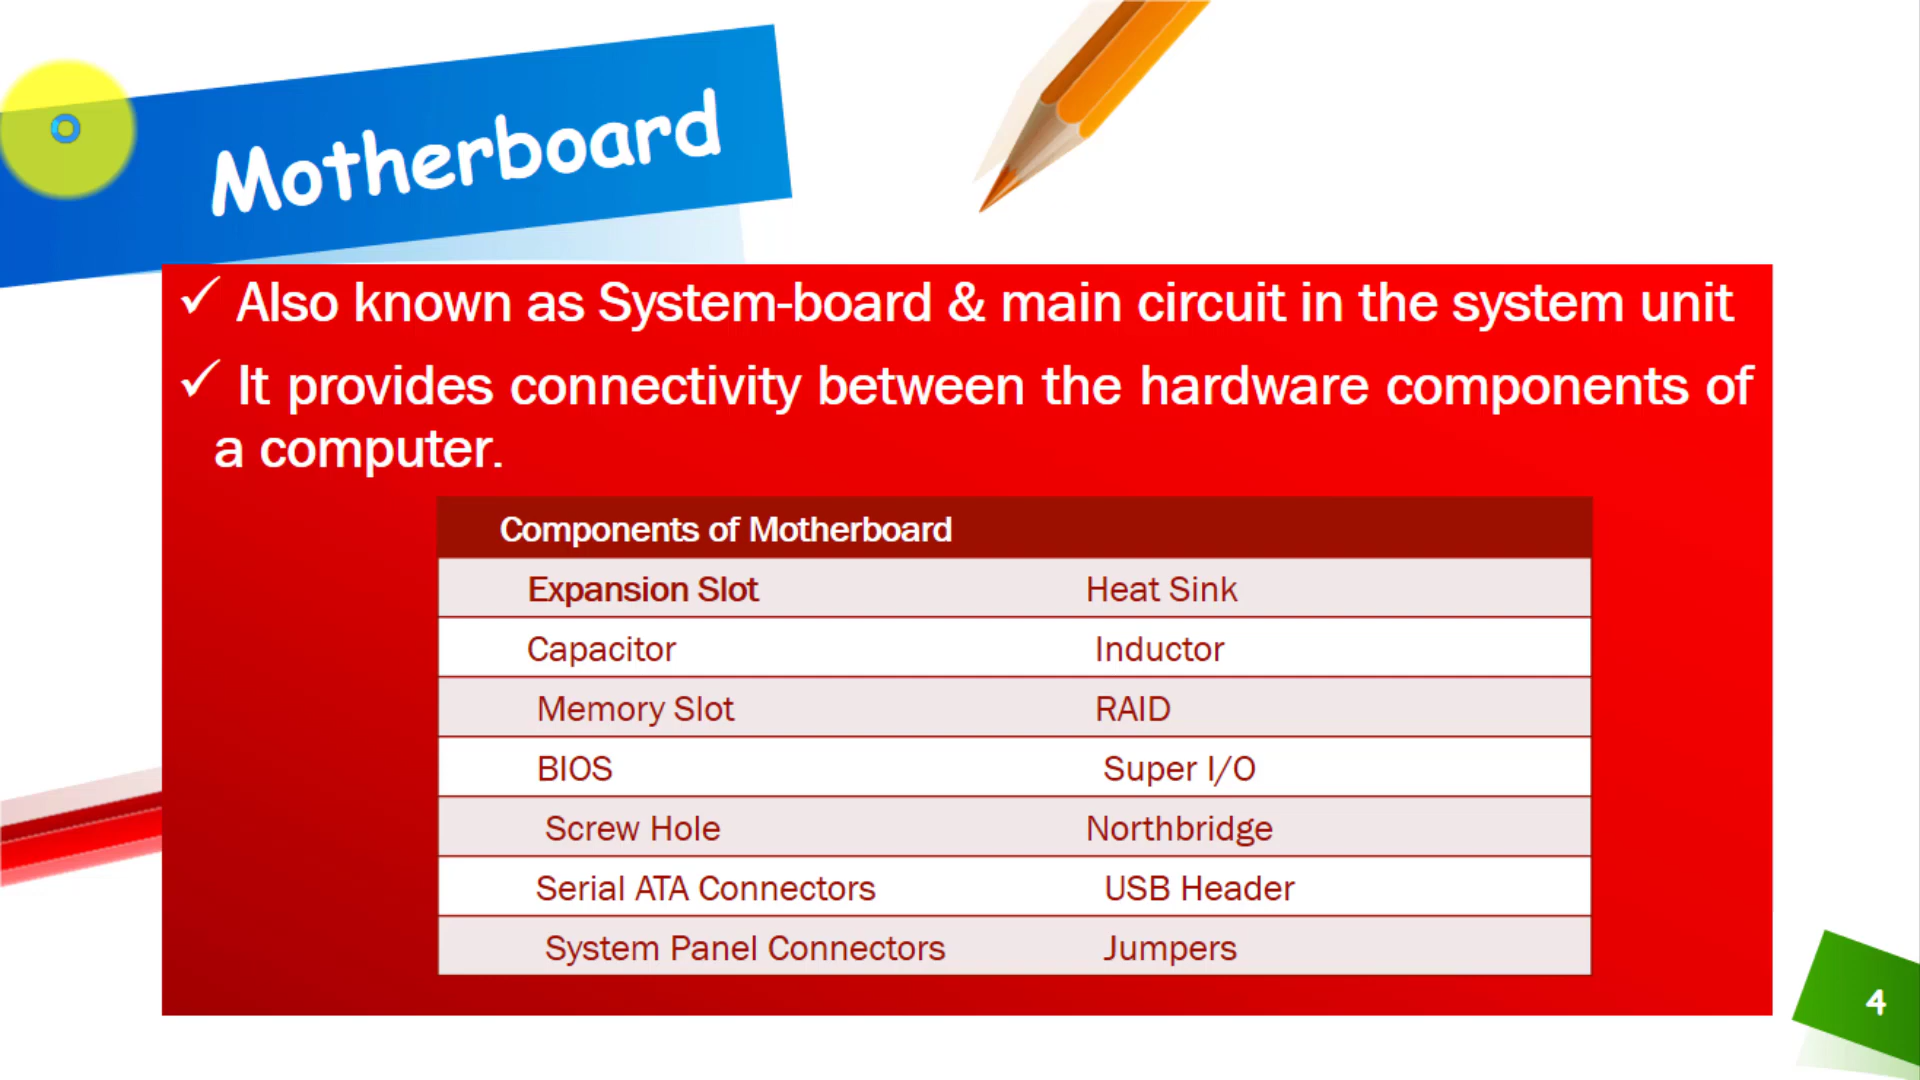 Motherboard
✓ Also known as System-board & main circuit in the system unit
✓ It provides connectivity between the hardware components of
a computer.
Components of Motherboard
Expansion Slot Heat Sink
Capacitor Inductor
Memory Slot RAID
BIOS Super I/O
Screw Hole Northbridge
Serial ATA Connectors USB Header
System Panel Connectors Jumpers
4